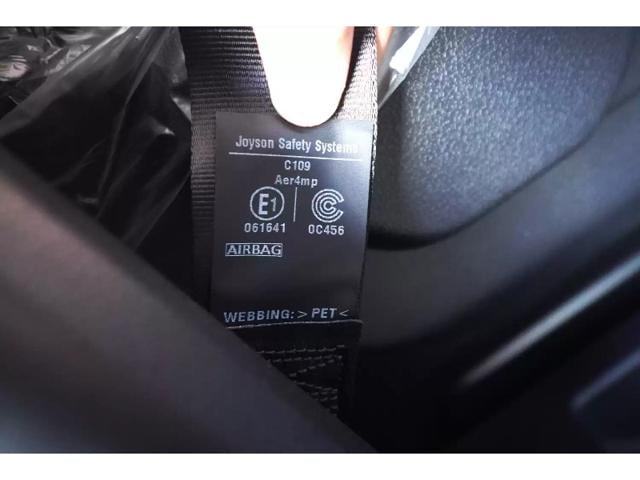 Joyson Safety Systems
C109
Aer4mp
E1
061641 0C456
AIRBAG
WEBBING: > PET <